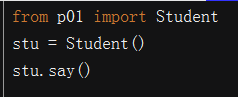 from p01 import Student
stu = Student()
stu.say()